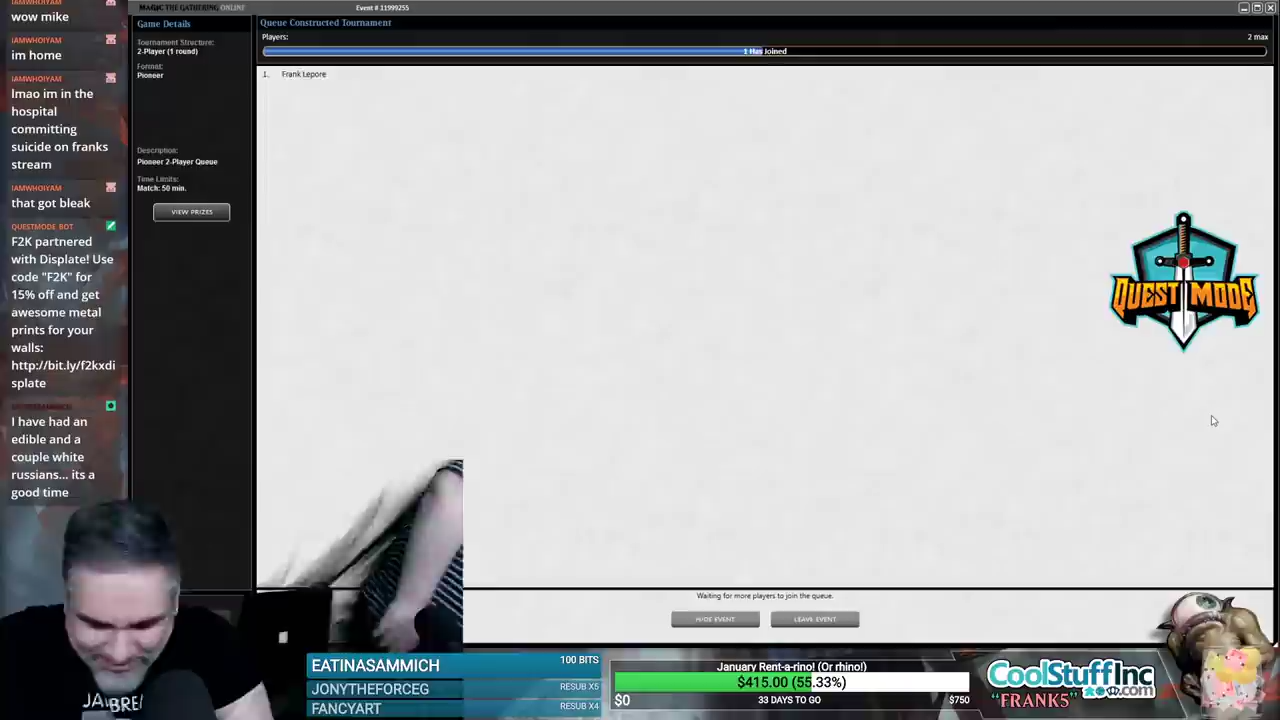 wow mike
IAMWHOIYAM
im home
IAMWHOIYAM
lmao im in the
hospital
committing
suicide on franks
stream
IAMWHOIYAM
that got bleak
QUESTMODE BOT
F2K partnered
with Displate! Use
code "F2K" for
15% off and get
awesome metal
prints for your
walls:
http://bit.ly/f2kxdi
splate
I have had an
edible and a
couple white
russians... its a
good time
MAGIC THE GATHERING ONLINE
Event # 11999255
Game Details
Tournament Structure:
2-Player (1 round)
Format:
Pioneer
Description:
Pioneer 2-Player Queue
Time Limits:
Match: 50 min.
VIEW PRIZES
Queue Constructed Tournament
Players:
2 max
1 Has Joined
1. Frank Lepore
QUEST MODE
Waiting for more players to join the queue.
HIDE EVENT
LEAVE EVENT
EATINASAMMICH 100 BITS
JONYTHEFORCEG RESUB X5
FANCYART RESUB X4
January Rent-a-rino! (Or rhino!)
$415.00 (55.33%)
$0 33 DAYS TO GO $750
CoolStuffInc
.com
"FRANK5"